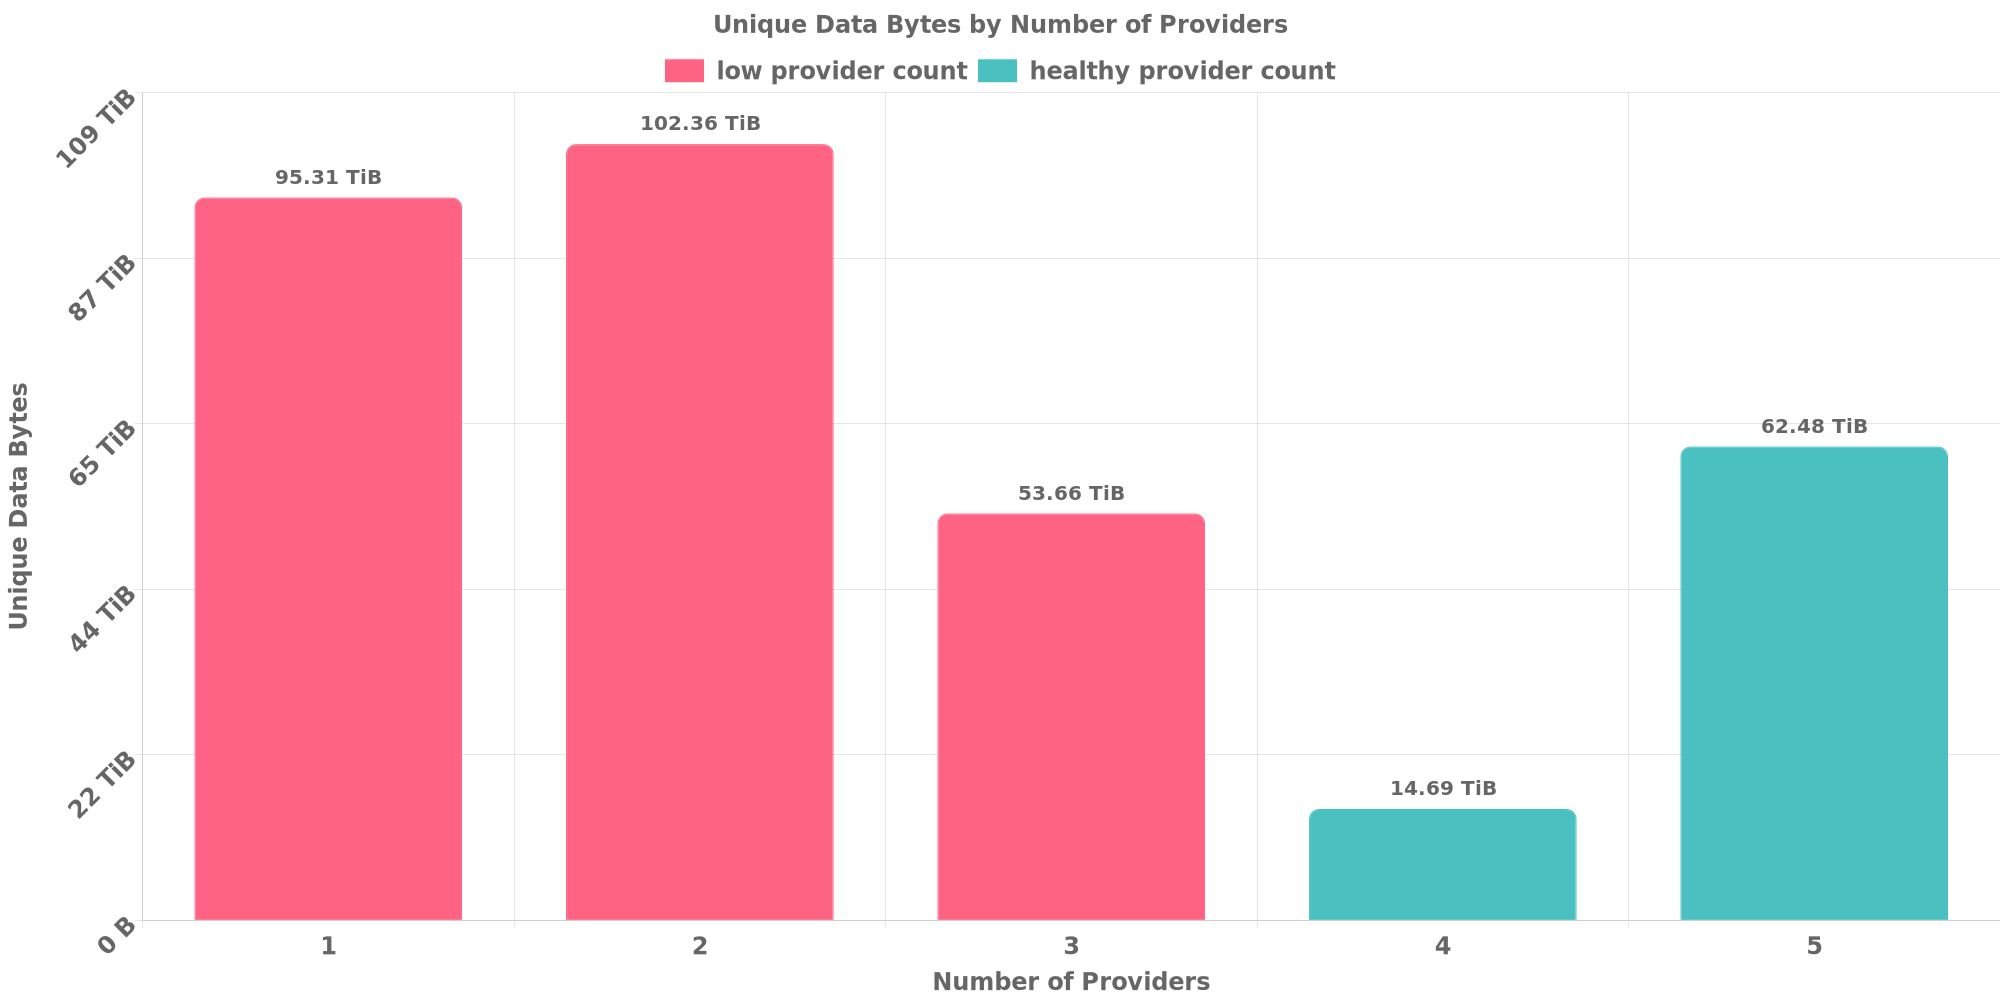 Unique Data Bytes by Number of Providers
low provider count healthy provider count
109 TiB
87 TiB
65 TiB
44 TiB
22 TiB
0 B
Unique Data Bytes
95.31 TiB
102.36 TiB
53.66 TiB
14.69 TiB
62.48 TiB
1 2 3 4 5
Number of Providers